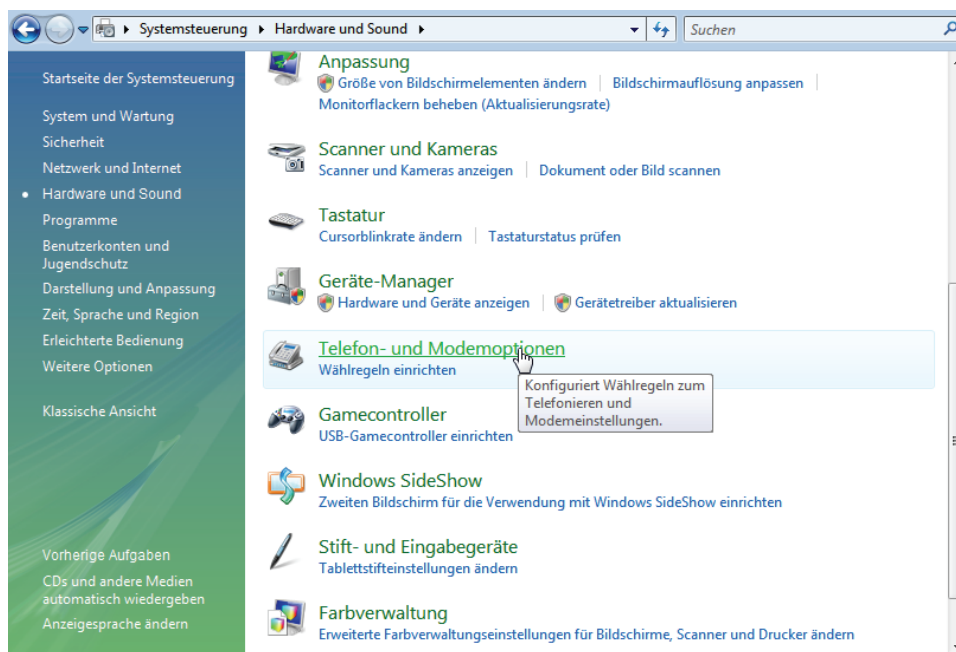 Systemsteuerung Hardware und Sound Suchen
Startseite der Systemsteuerung
System und Wartung
Sicherheit
Netzwerk und Internet
Hardware und Sound
Programme
Benutzerkonten und
Jugendschutz
Darstellung und Anpassung
Zeit, Sprache und Region
Erleichterte Bedienung
Weitere Optionen
Klassische Ansicht
Vorherige Aufgaben
CDs und andere Medien
automatisch wiedergeben
Anzeigesprache ändern
Anpassung
Größe von Bildschirmelementen ändern Bildschirmauflösung anpassen
Monitorflackern beheben (Aktualisierungsrate)
Scanner und Kameras
Scanner und Kameras anzeigen Dokument oder Bild scannen
Tastatur
Cursorblinkrate ändern Tastaturstatus prüfen
Geräte-Manager
Hardware und Geräte anzeigen Gerätetreiber aktualisieren
Telefon- und Modemoptionen
Wählregeln einrichten
Konfiguriert Wählregeln zum
Telefonieren und
Modemeinstellungen.
Gamecontroller
USB-Gamecontroller einrichten
Windows SideShow
Zweiten Bildschirm für die Verwendung mit Windows SideShow einrichten
Stift- und Eingabegeräte
Tablettstifteinstellungen ändern
Farbverwaltung
Erweiterte Farbverwaltungseinstellungen für Bildschirme, Scanner und Drucker ändern